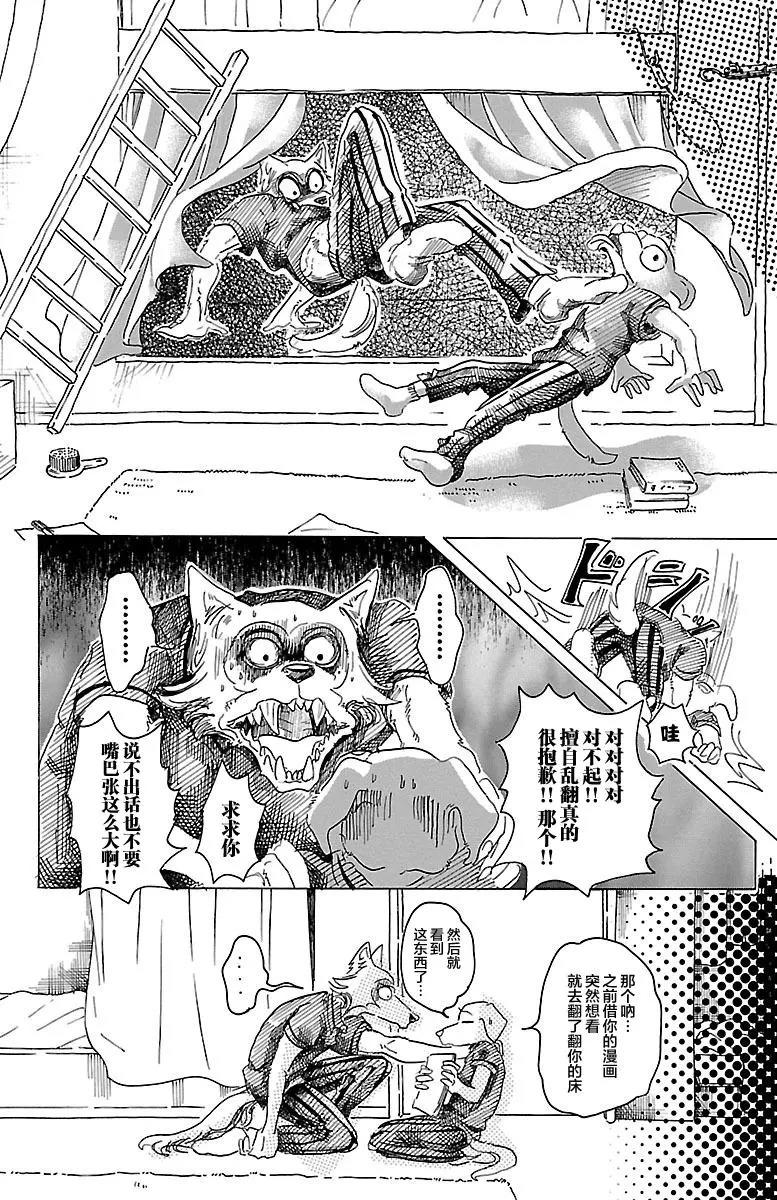 ドシッ
哇
对对对对
对不起!!
擅自乱翻真的
很抱歉!! 那个!!
……
……
求求你
说不出话也不要
嘴巴张这么大啊!!
那个呐…
之前借你的漫画
突然想看
就去翻了翻你的床
然后就
看到
这东西了…
…